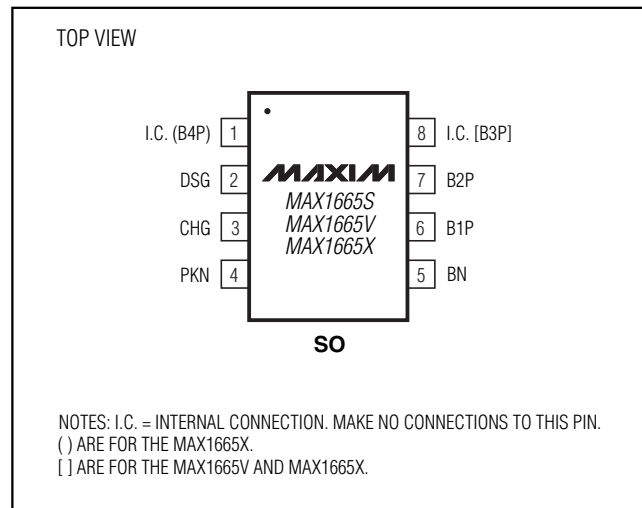 TOP VIEW
I.C. (B4P) 1
DSG 2
CHG 3
PKN 4
MAXIM
MAX1665S
MAX1665V
MAX1665X
8 I.C. [B3P]
7 B2P
6 B1P
5 BN
SO
NOTES: I.C. = INTERNAL CONNECTION. MAKE NO CONNECTIONS TO THIS PIN.
( ) ARE FOR THE MAX1665X.
[ ] ARE FOR THE MAX1665V AND MAX1665X.